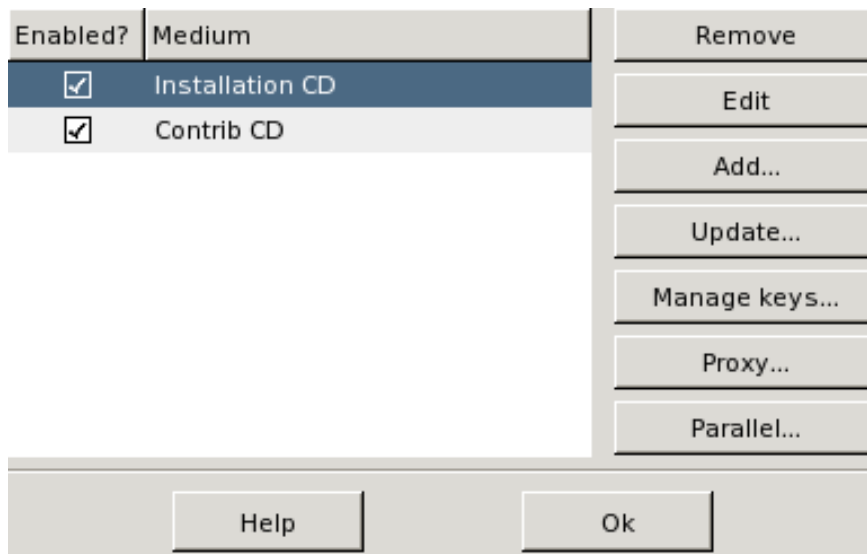 Enabled? Medium
Installation CD
Contrib CD
Remove
Edit
Add...
Update...
Manage keys...
Proxy...
Parallel...
Help Ok